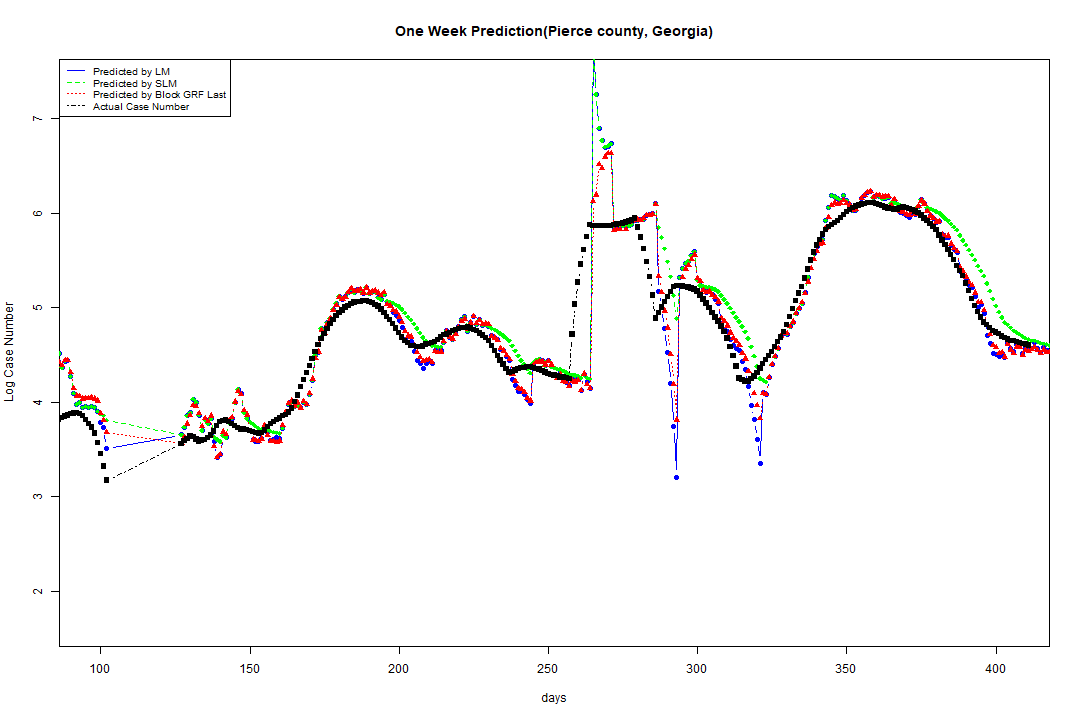 One Week Prediction(Pierce county, Georgia)
Predicted by LM
Predicted by SLM
Predicted by Block GRF Last
Actual Case Number
Log Case Number
7
6
5
4
3
2
100 150 200 250 300 350 400
days